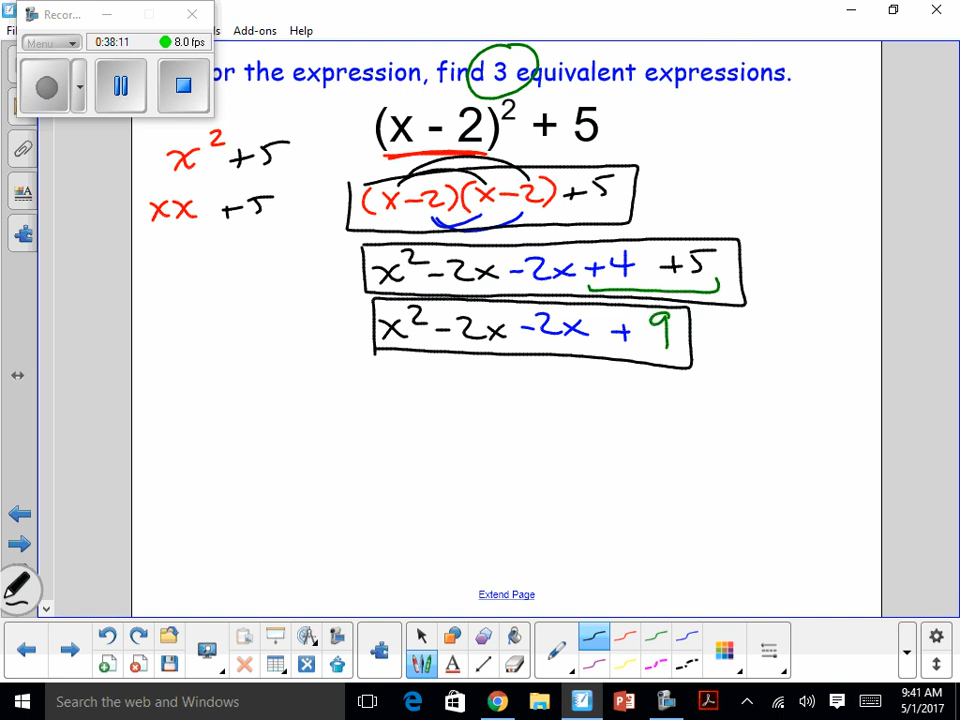 Recor...
Menu
0:38:11
8.0 fps
Add-ons
Help
or the expression, find 3 equivalent expressions.
(x - 2)² + 5
x² + 5
(x - 2)(x - 2) + 5
xx + 5
x² - 2x - 2x + 4 + 5
x² - 2x - 2x + 9
Extend Page
Search the web and Windows
9:41 AM
5/1/2017